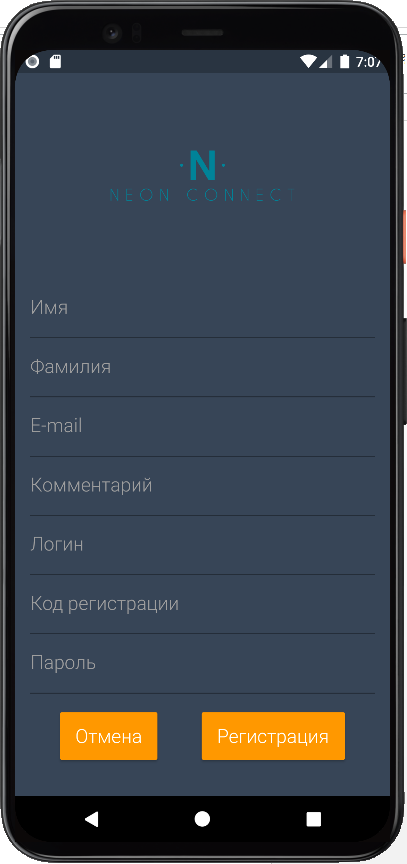 7:07
N
NEON CONNECT
Имя
Фамилия
E-mail
Комментарий
Логин
Код регистрации
Пароль
Отмена
Регистрация